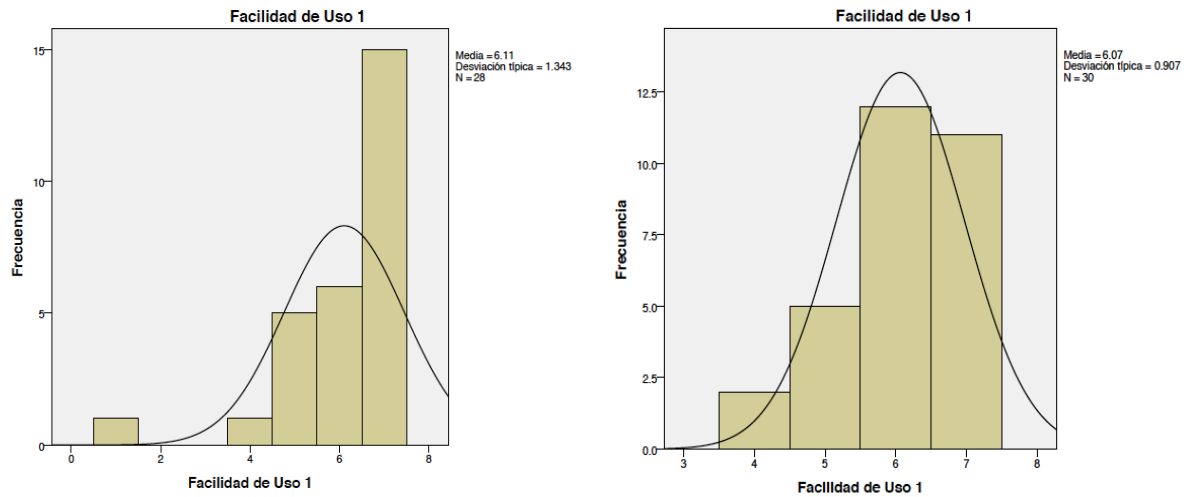 Facilidad de Uso 1
15
10
5
0
Frecuencia
0 2 4 6 8
Facilidad de Uso 1
Media =6.11
Desviación típica = 1.343
N =28
Facilidad de Uso 1
12.5
10.0
7.5
5.0
2.5
0.0
Frecuencia
3 4 5 6 7 8
Facilidad de Uso 1
Media =6.07
Desviación típica = 0.907
N =30